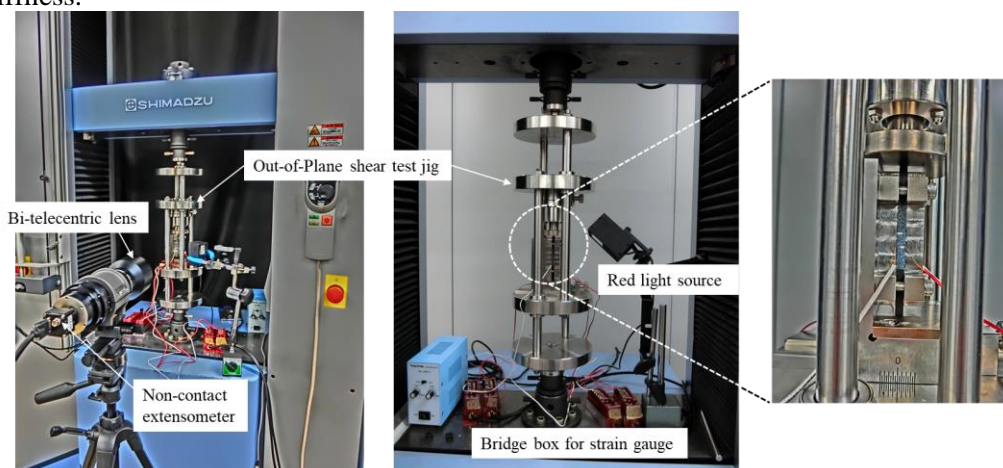 SHIMADZU
Out-of-Plane shear test jig
Bi-telecentric lens
Red light source
Non-contact
extensometer
Bridge box for strain gauge
0